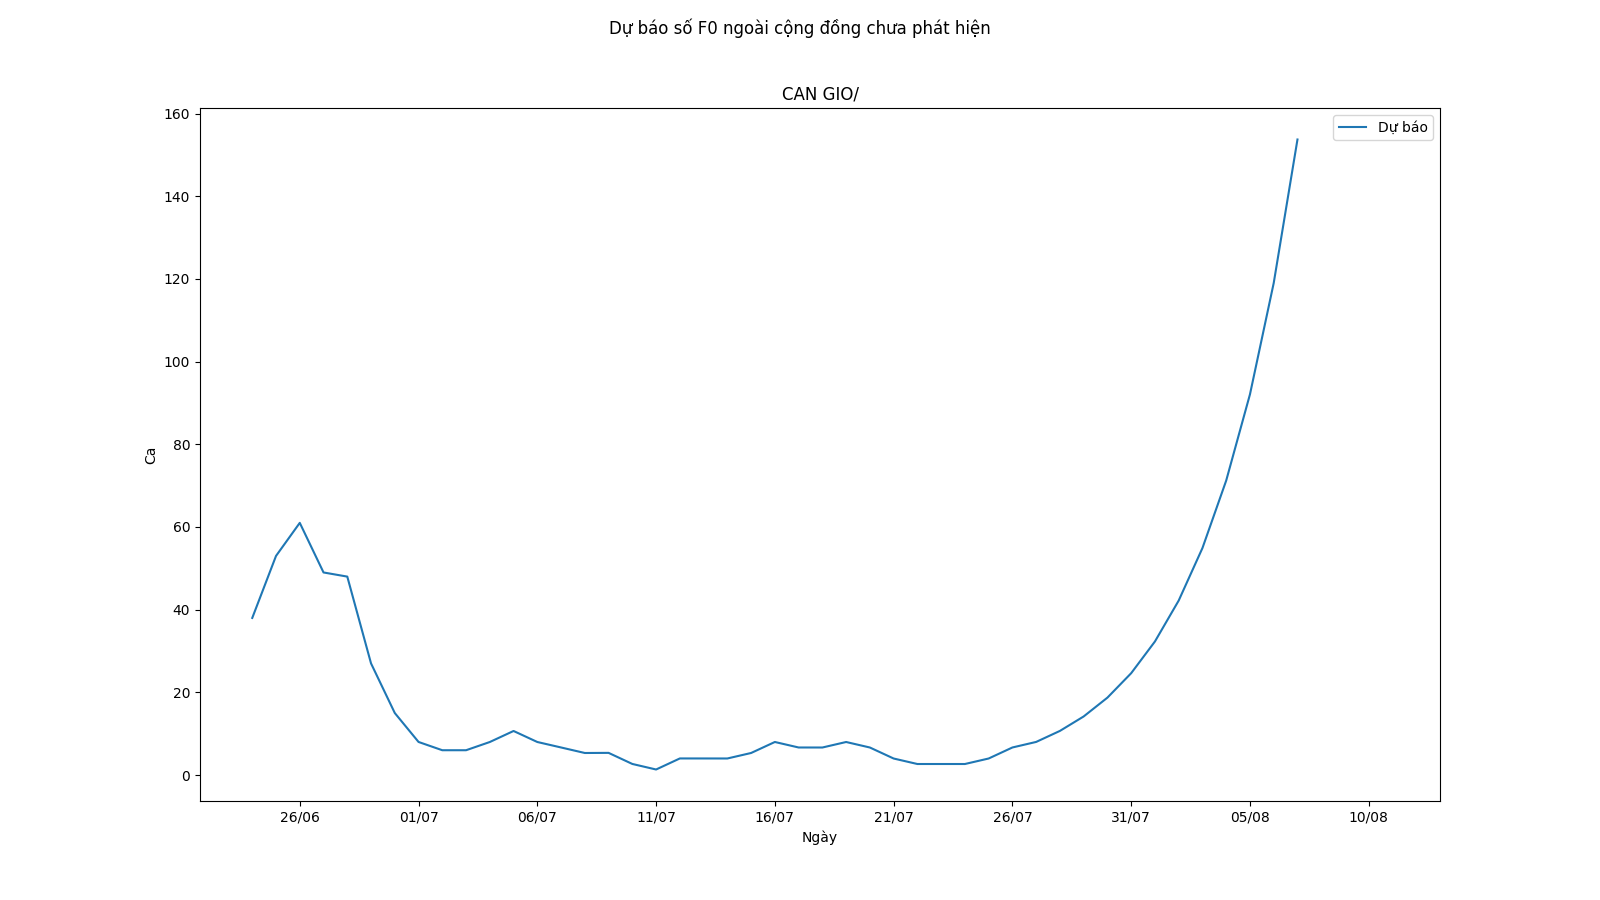 Dự báo số F0 ngoài cộng đồng chưa phát hiện
CAN GIO/
Dự báo
160
140
120
100
80
60
40
20
0
Ca
26/06 01/07 06/07 11/07 16/07 21/07 26/07 31/07 05/08 10/08
Ngày